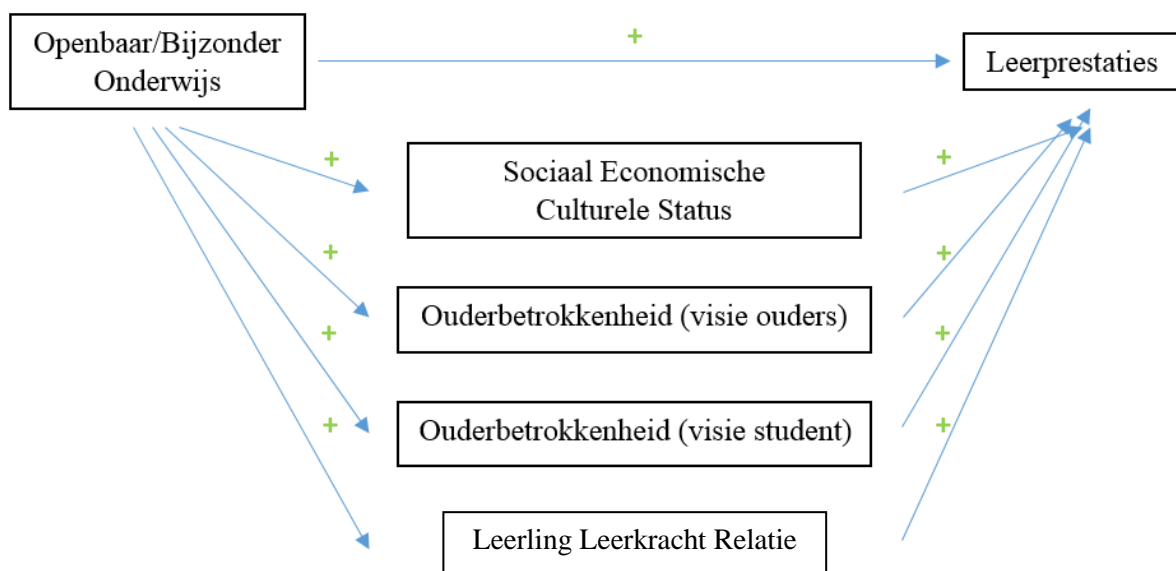 Openbaar/Bijzonder
Onderwijs
+
Leerprestaties
+
+
Sociaal Economische
Culturele Status
+
+
Ouderbetrokkenheid (visie ouders)
+
+
Ouderbetrokkenheid (visie student)
+
+
Leerling Leerkracht Relatie